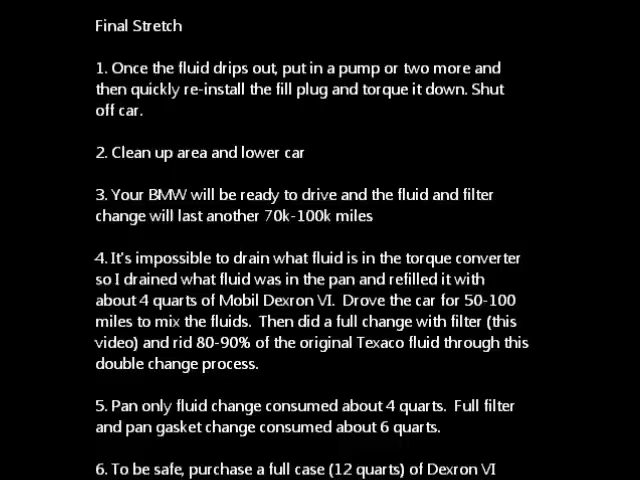 Final Stretch
1. Once the fluid drips out, put in a pump or two more and
then quickly re-install the fill plug and torque it down. Shut
off car.
2. Clean up area and lower car
3. Your BMW will be ready to drive and the fluid and filter
change will last another 70k-100k miles
4. It's impossible to drain what fluid is in the torque converter
so I drained what fluid was in the pan and refilled it with
about 4 quarts of Mobil Dexron VI.  Drove the car for 50-100
miles to mix the fluids.  Then did a full change with filter (this
video) and rid 80-90% of the original Texaco fluid through this
double change process.
5. Pan only fluid change consumed about 4 quarts.  Full filter
and pan gasket change consumed about 6 quarts.
6. To be safe, purchase a full case (12 quarts) of Dexron VI